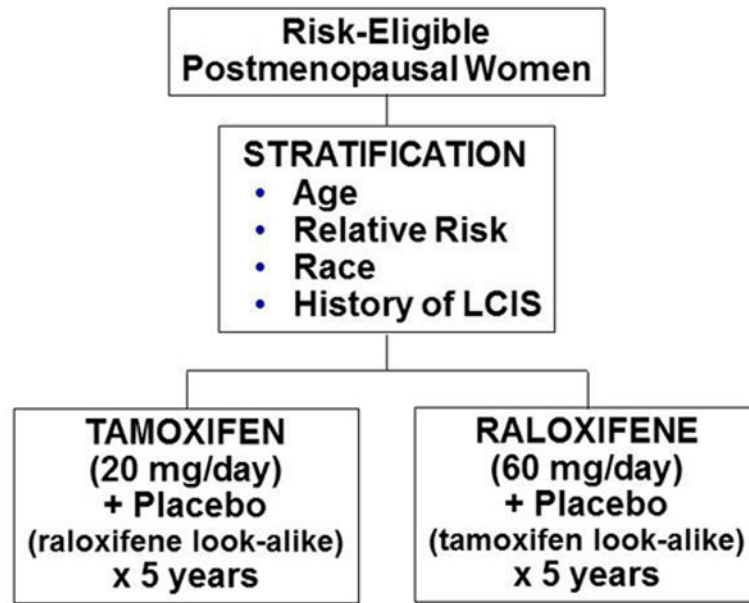 Risk-Eligible
Postmenopausal Women
STRATIFICATION
• Age
• Relative Risk
• Race
• History of LCIS
TAMOXIFEN
(20 mg/day)
+ Placebo
(raloxifene look-alike)
x 5 years
RALOXIFENE
(60 mg/day)
+ Placebo
(tamoxifen look-alike)
x 5 years